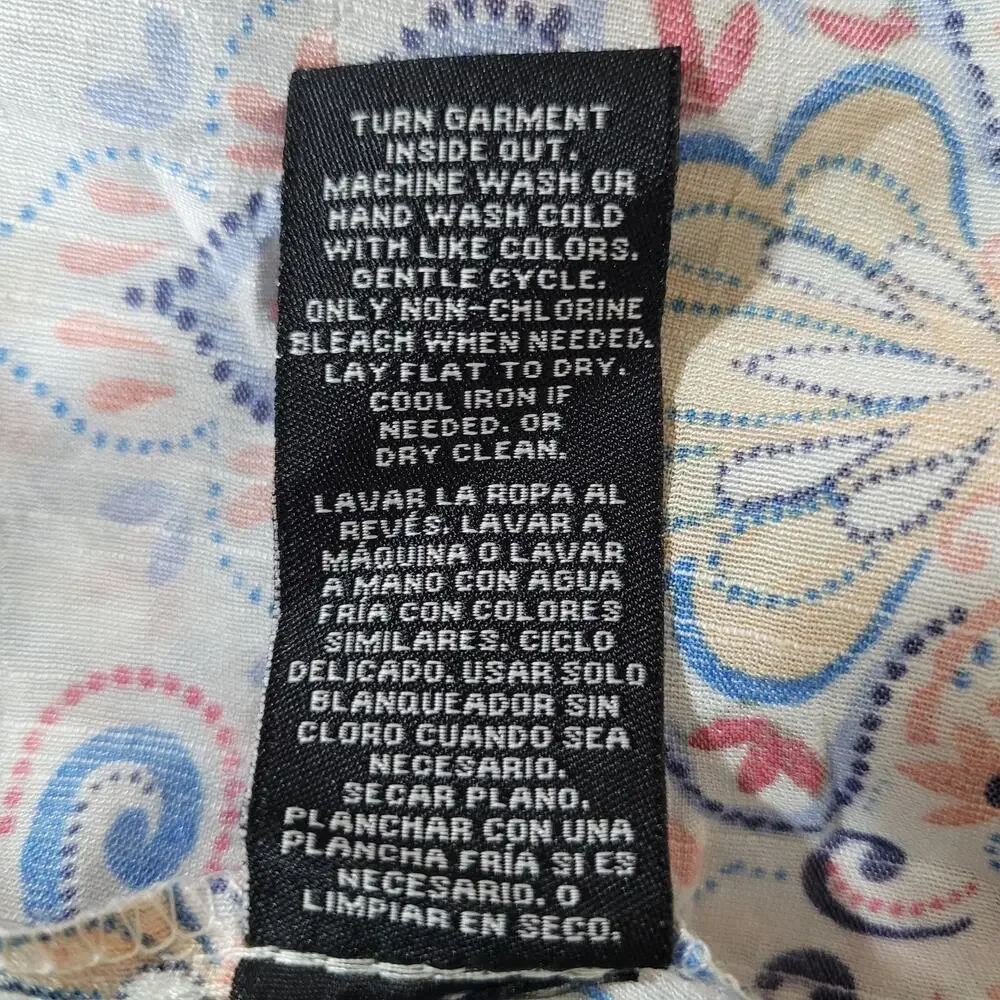 TURN GARMENT
INSIDE OUT.
MACHINE WASH OR
HAND WASH COLD
WITH LIKE COLORS.
GENTLE CYCLE.
ONLY NON-CHLORINE
BLEACH WHEN NEEDED.
LAY FLAT TO DRY.
COOL IRON IF
NEEDED. OR
DRY CLEAN.
LAVAR LA ROPA AL
REVÉS. LAVAR A
MÁQUINA O LAVAR
A MANO CON AGUA
FRÍA CON COLORES
SIMILARES. CICLO
DELICADO. USAR SOLO
BLANQUEADOR SIN
CLORO CUANDO SEA
NECESARIO.
SECAR PLANO.
PLANCHAR CON UNA
PLANCHA FRÍA SI ES
NECESARIO. O
LIMPIAR EN SECO.